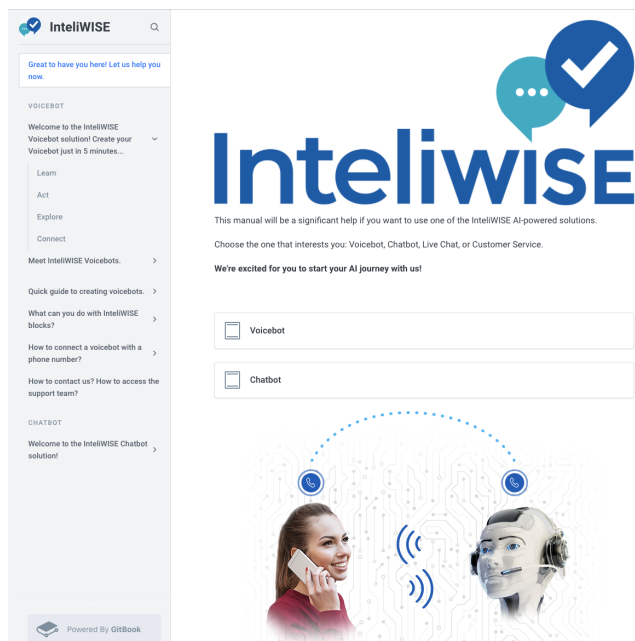 InteliWISE
Great to have you here! Let us help you
now.
VOICEBOT
Welcome to the InteliWISE
Voicebot solution! Create your
Voicebot just in 5 minutes...
Learn
Act
Explore
Connect
Meet InteliWISE Voicebots.
Quick guide to creating voicebots.
What can you do with InteliWISE
blocks?
How to connect a voicebot with a
phone number?
How to contact us? How to access the
support team?
CHATBOT
Welcome to the InteliWISE Chatbot
solution!
Powered By GitBook
InteliWISE
This manual will be a significant help if you want to use one of the InteliWISE AI-powered solutions.
Choose the one that interests you: Voicebot, Chatbot, Live Chat, or Customer Service.
We're excited for you to start your AI journey with us!
Voicebot
Chatbot